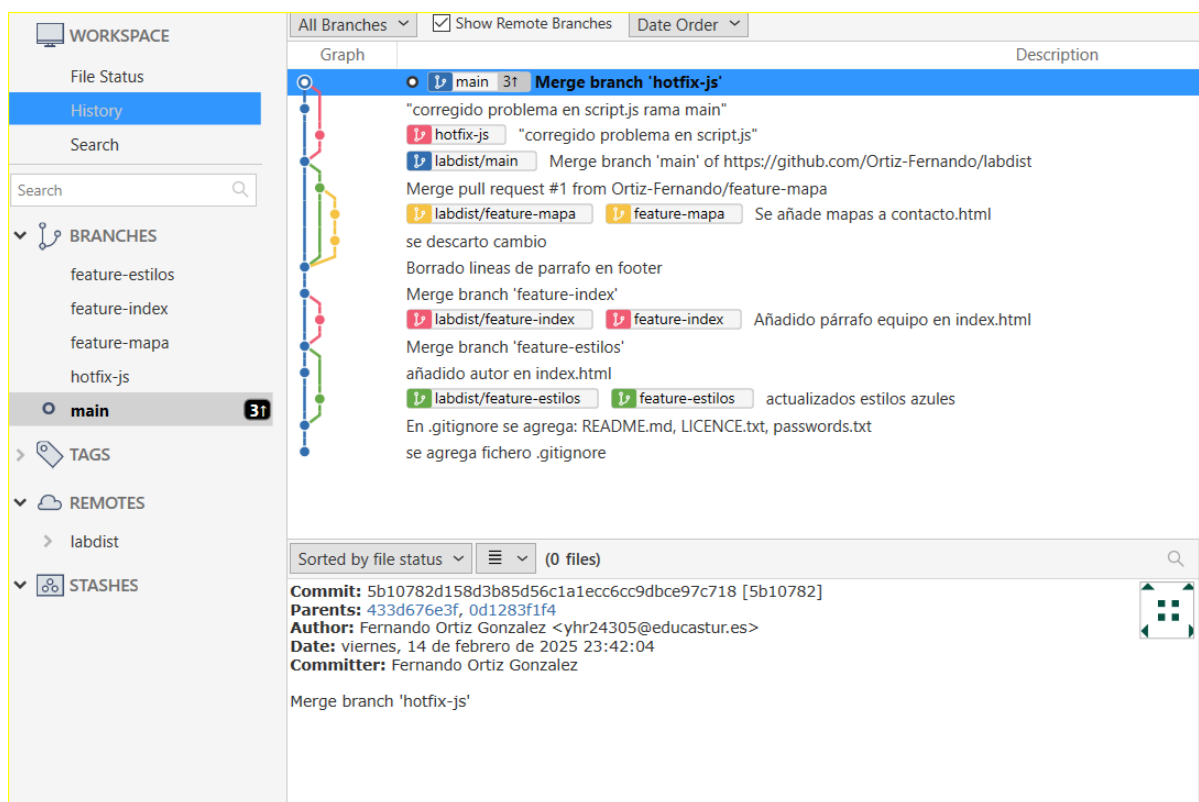 WORKSPACE
File Status
History
Search
Search
BRANCHES
feature-estilos
feature-index
feature-mapa
hotfix-js
main 3↑
TAGS
REMOTES
labdist
STASHES
All Branches Show Remote Branches Date Order
Graph Description
main 3↑ Merge branch 'hotfix-js'
"corregido problema en script.js rama main"
hotfix-js "corregido problema en script.js"
labdist/main Merge branch 'main' of https://github.com/Ortiz-Fernando/labdist
Merge pull request #1 from Ortiz-Fernando/feature-mapa
labdist/feature-mapa feature-mapa Se añade mapas a contacto.html
se descarto cambio
Borrado lineas de parrafo en footer
Merge branch 'feature-index'
labdist/feature-index feature-index Añadido párrafo equipo en index.html
Merge branch 'feature-estilos'
añadido autor en index.html
labdist/feature-estilos feature-estilos actualizados estilos azules
En .gitignore se agrega: README.md, LICENCE.txt, passwords.txt
se agrega fichero .gitignore
Sorted by file status (0 files)
Commit: 5b10782d158d3b85d56c1a1ecc6cc9dbce97c718 [5b10782]
Parents: 433d676e3f, 0d1283f1f4
Author: Fernando Ortiz Gonzalez <yhr24305@educastur.es>
Date: viernes, 14 de febrero de 2025 23:42:04
Committer: Fernando Ortiz Gonzalez
Merge branch 'hotfix-js'